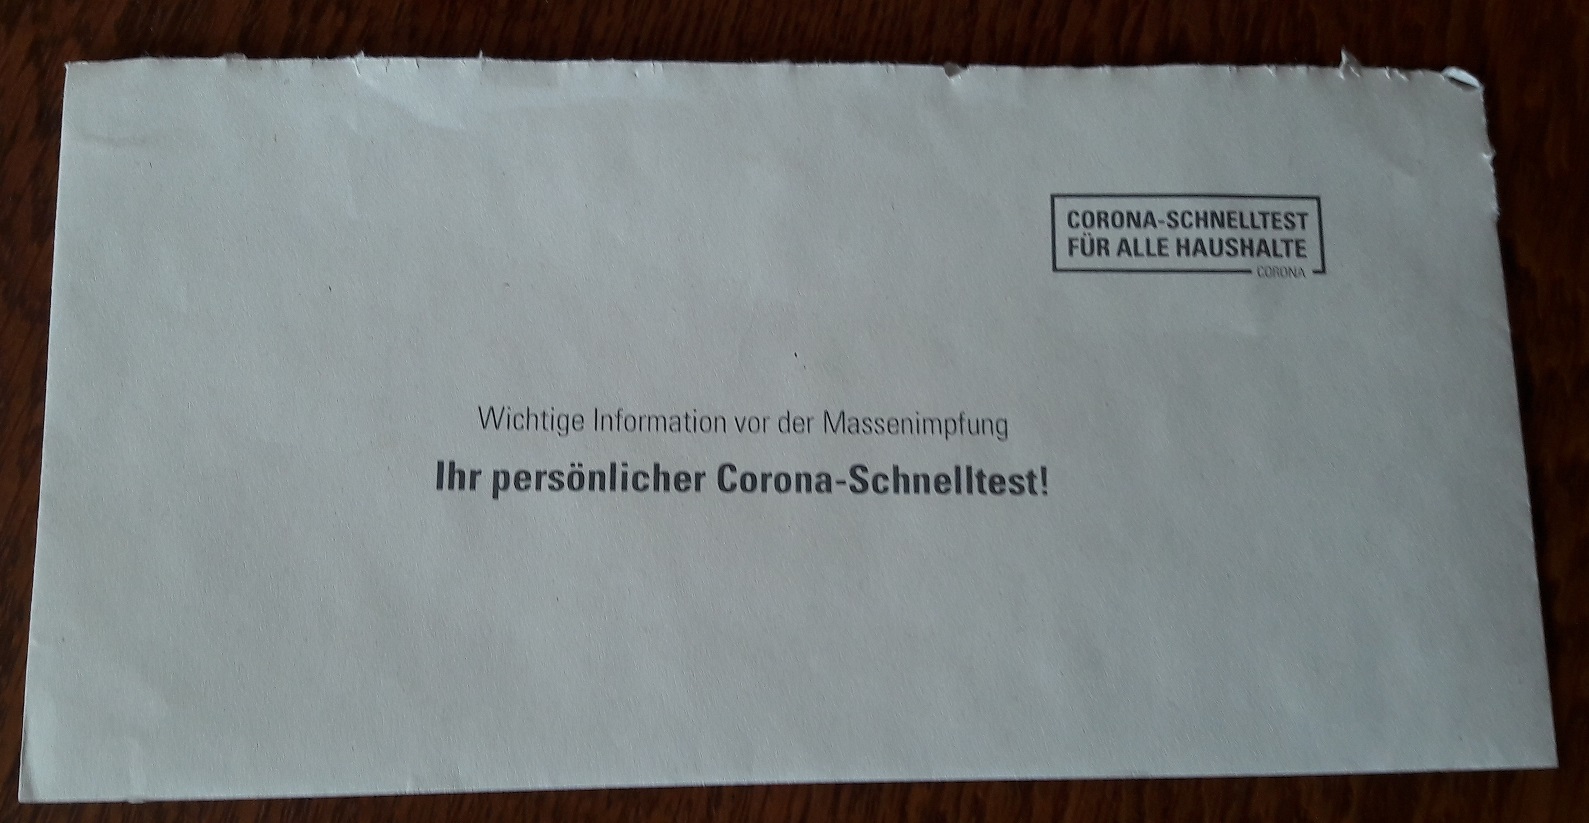 CORONA-SCHNELLTEST
FÜR ALLE HAUSHALTE
CORONA
Wichtige Information vor der Massenimpfung
Ihr persönlicher Corona-Schnelltest!